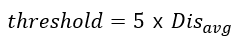 threshold = 5 x Dis_avg